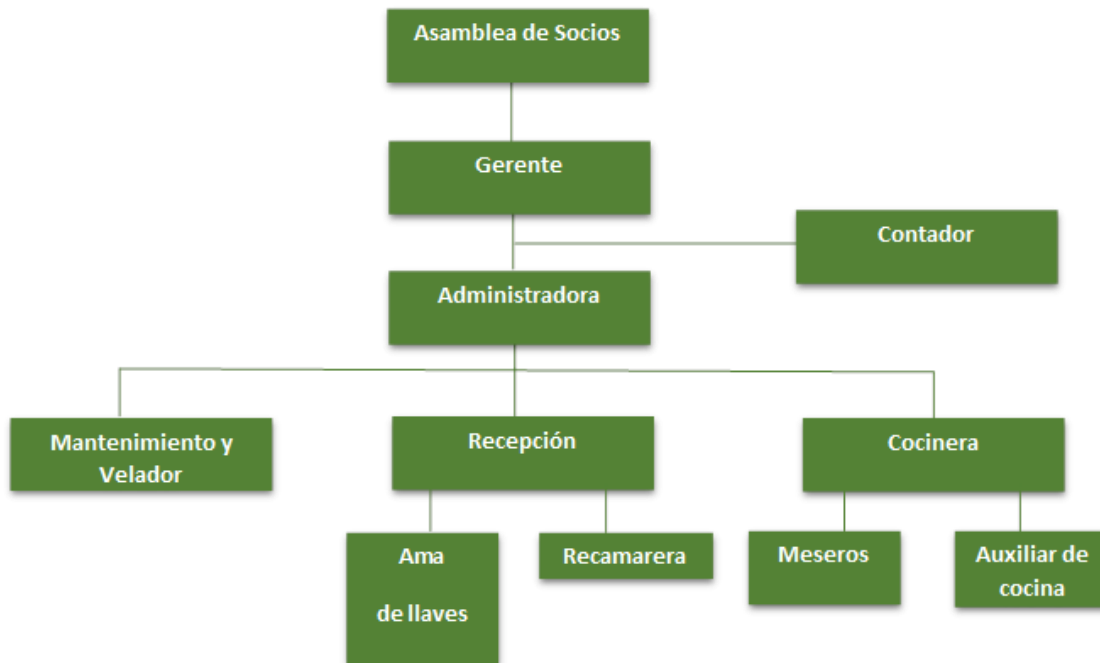 Asamblea de Socios
Gerente
Contador
Administradora
Mantenimiento y
Velador
Recepción
Cocinera
Ama
de llaves
Recamarera
Meseros
Auxiliar de
cocina